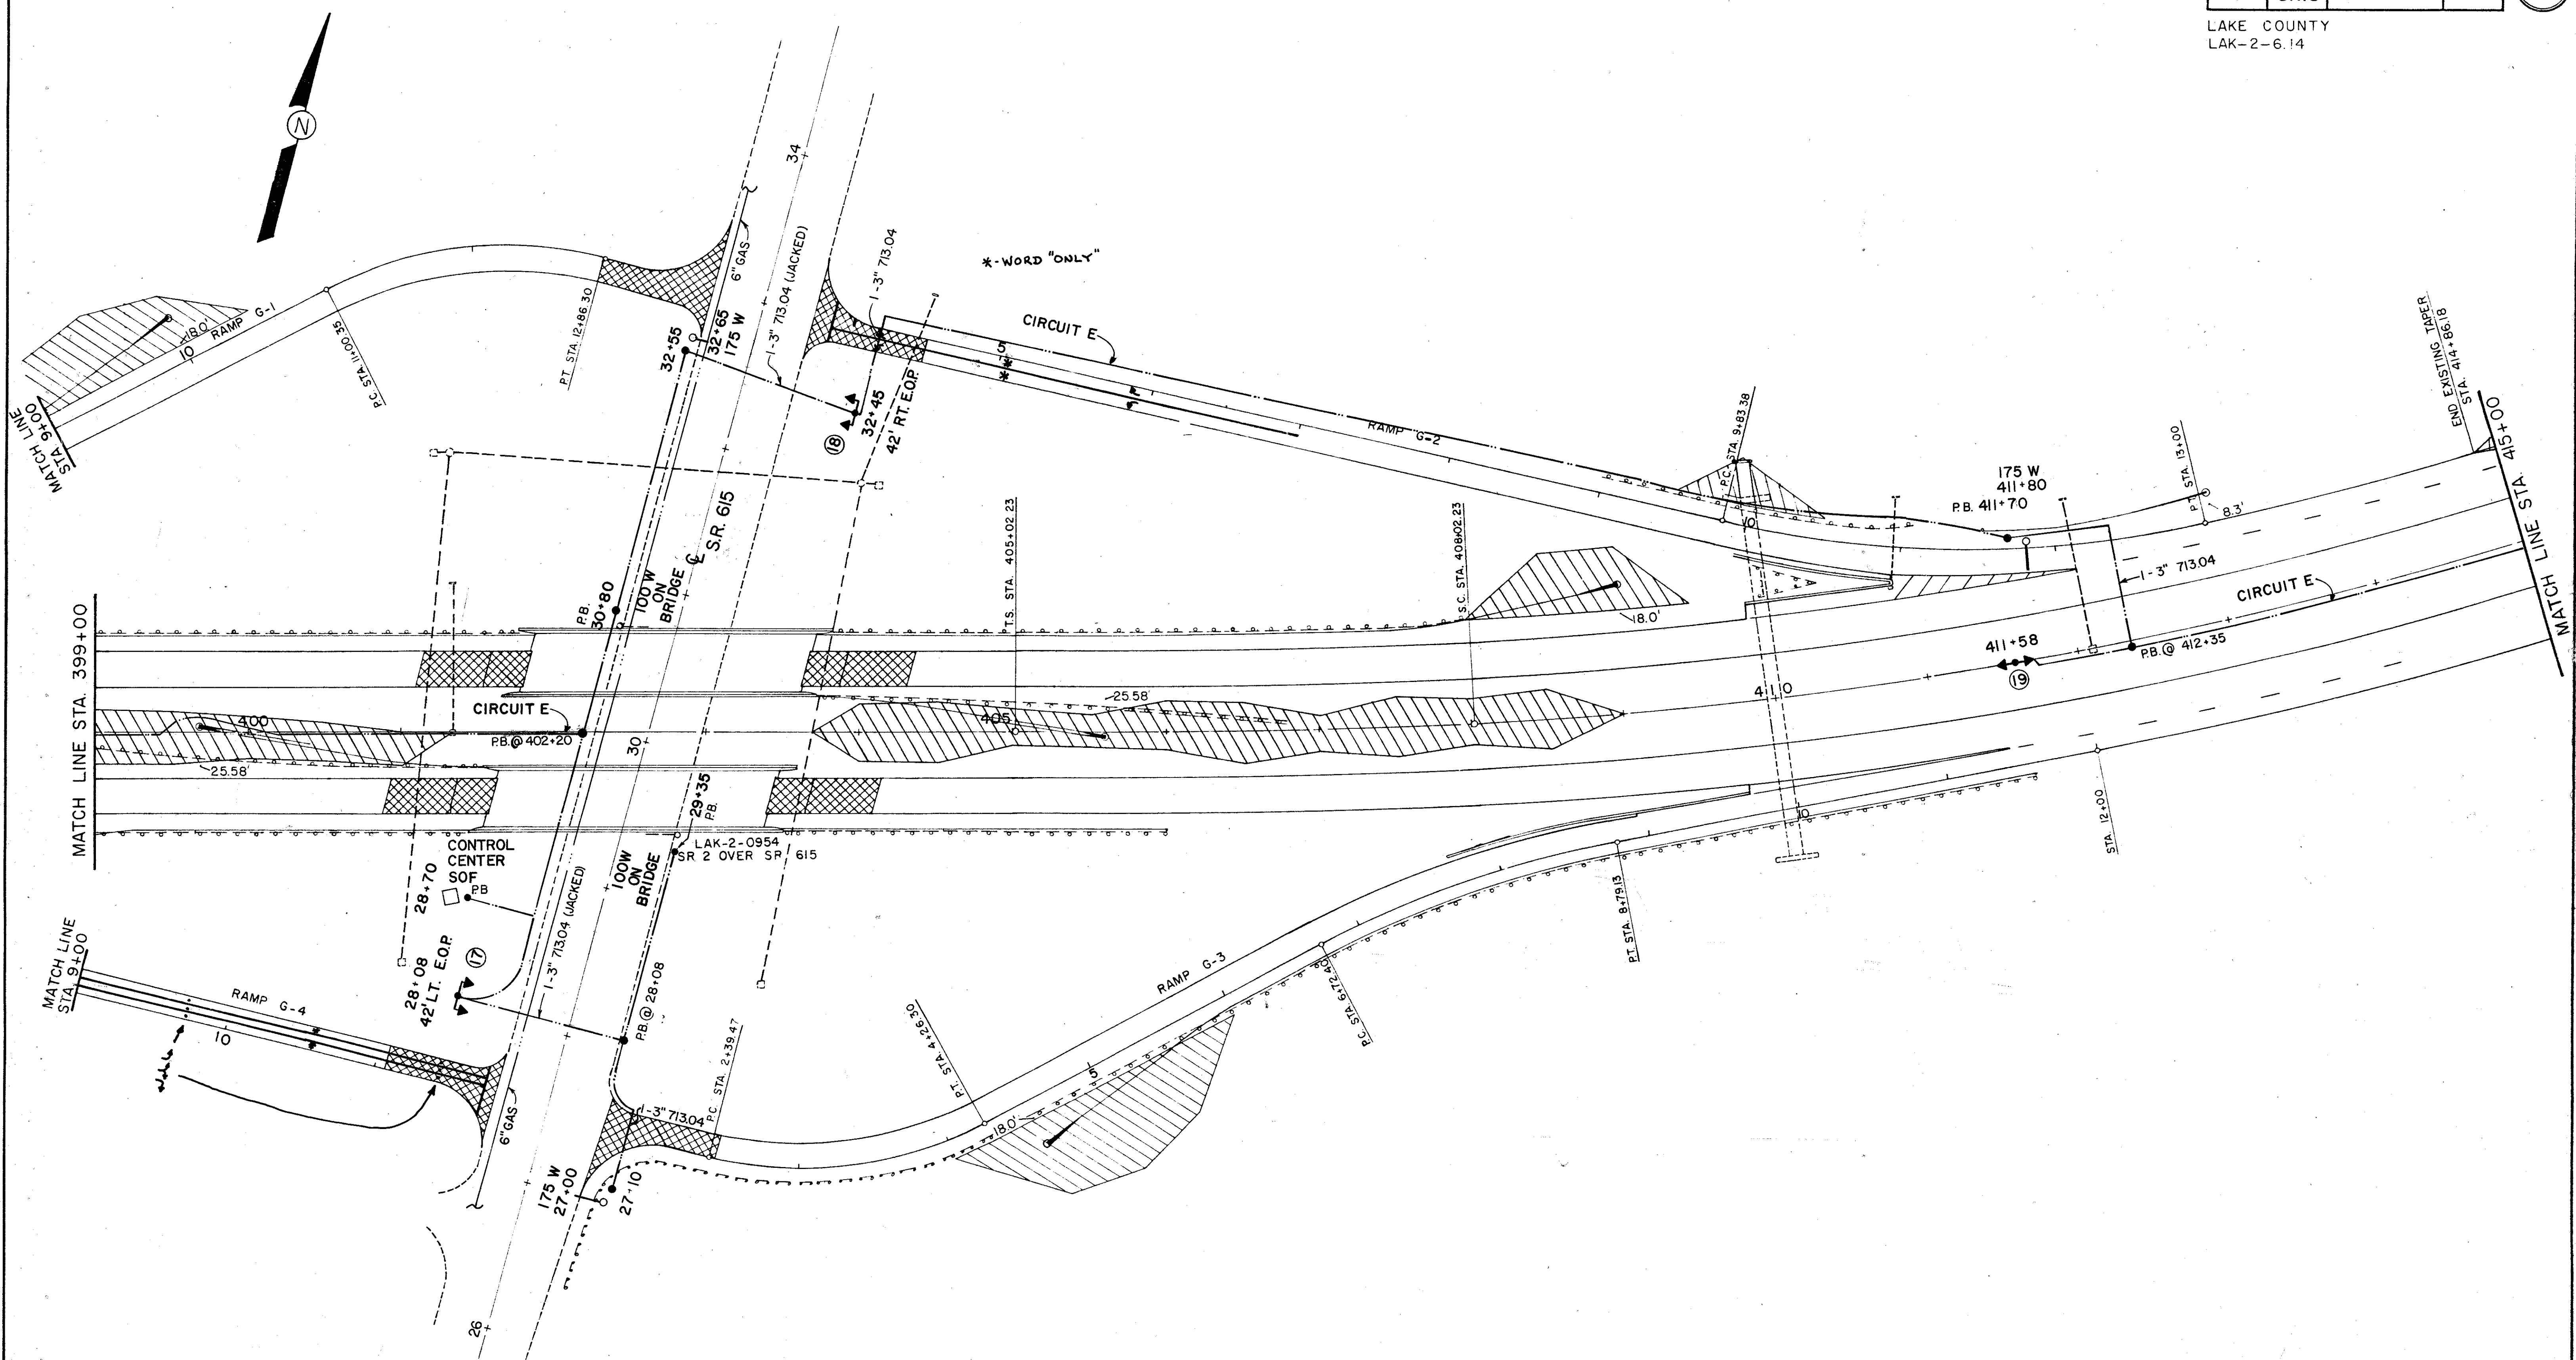 LAKE COUNTY
LAK-2-6.14
N
34
6" GAS
1-3" 713.04 (JACKED)
1-3" 713.04
*-WORD "ONLY"
18.0'
RAMP G-1
10
P.C. STA. 11+00.35
P.T. STA. 12+86.30
MATCH LINE
STA. 9+00
32+55
32+65
175 W
18
32+45
42' RT. E.O.P.
CIRCUIT E
5
RAMP G-2
P.C. STA. 9+83.38
10
175 W
411+80
P.B. 411+70
P.T. STA. 13+00
8.3'
END EXISTING TAPER
STA. 414+86.18
MATCH LINE STA. 415+00
1-3" 713.04
CIRCUIT E
411+58
19
P.B.@ 412+35
410
S.R. 615
P.B.
30+80
100W
ON
BRIDGE
T.S. STA. 405+02.23
S.C. STA. 408+02.23
18.0'
MATCH LINE STA. 399+00
400
CIRCUIT E
P.B.@ 402+20
25.58'
30
405
25.58'
29+35
P.B.
LAK-2-0954
SR 2 OVER SR 615
CONTROL
CENTER
SOF
28+70
P.B
100W
ON
BRIDGE
1-3" 713.04 (JACKED)
17
28+08
42' LT. E.O.P.
P.B.@ 28+08
MATCH LINE
STA. 9+00
RAMP G-4
10
6" GAS
1-3" 713.04
P.C. STA. 2+39.47
175 W
27+00
27+10
26
P.T. STA 4+26.30
18.0'
5
RAMP G-3
P.C. STA. 6+72.40
P.T. STA. 8+79.13
10
STA. 12+00